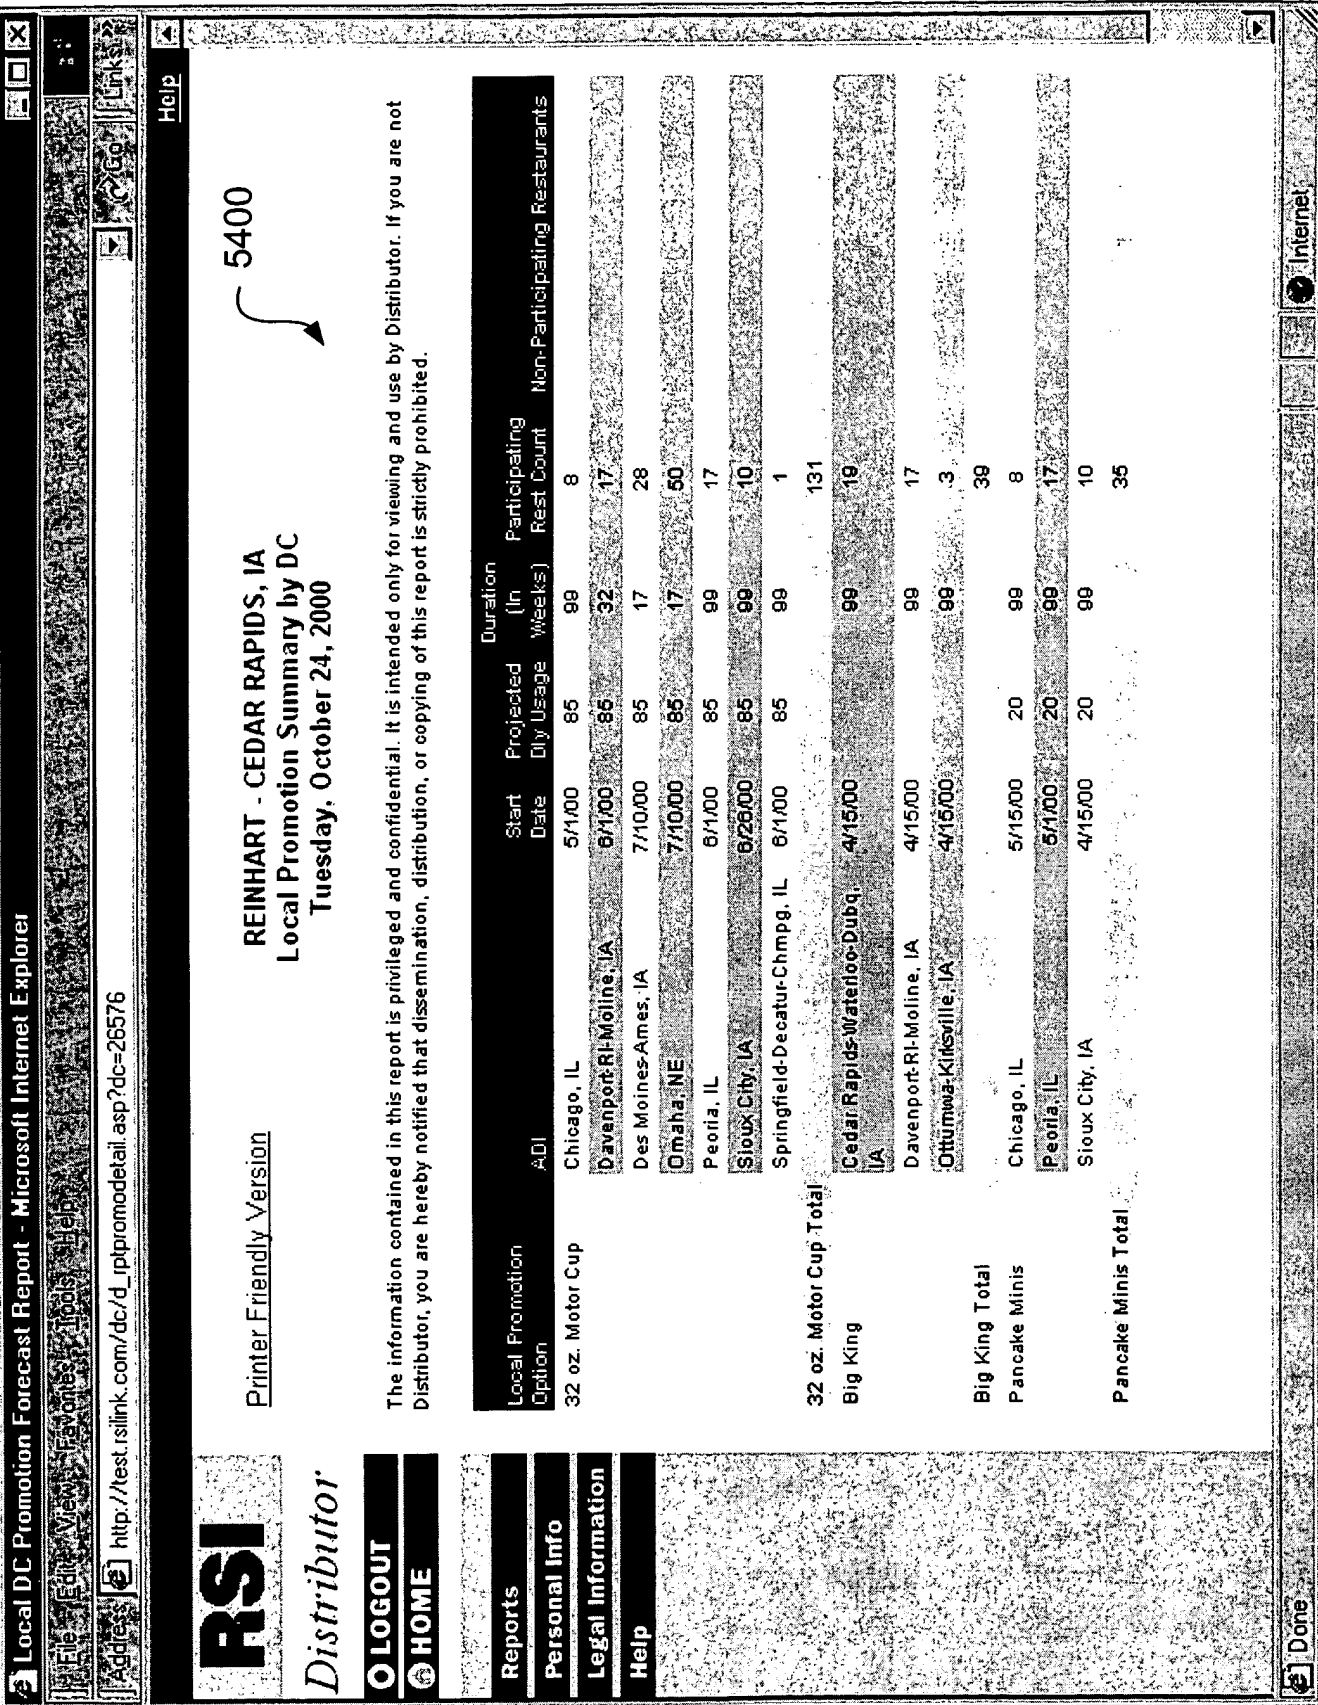 Local DC Promotion Forecast Report - Microsoft Internet Explorer
File Edit View Favorites Tools Help
Address http://test.rsilink.com/dc/d_rptpromodetail.asp?dc=26576 Go Links »
Help
RSI
Distributor
LOGOUT
HOME
Reports
Personal Info
Legal Information
Help
Printer Friendly Version
REINHART - CEDAR RAPIDS, IA
Local Promotion Summary by DC
Tuesday, October 24, 2000
5400
The information contained in this report is privileged and confidential. It is intended only for viewing and use by Distributor. If you are not
Distributor, you are hereby notified that dissemination, distribution, or copying of this report is strictly prohibited.
Local Promotion Option ADI Start Date Projected Dly Usage Duration (In Weeks) Participating Rest Count Non-Participating Restaurants
32 oz. Motor Cup Chicago, IL 5/1/00 85 99 8
Davenport-RI-Moline, IA 6/1/00 85 32 17
Des Moines-Ames, IA 7/10/00 85 17 28
Omaha, NE 7/10/00 85 17 50
Peoria, IL 6/1/00 85 99 17
Sioux City, IA 6/26/00 85 99 10
Springfield-Decatur-Chmpg, IL 6/1/00 85 99 1
32 oz. Motor Cup Total 131
Big King Cedar Rapids-Waterloo-Dubq, IA 4/15/00 99 19
Davenport-RI-Moline, IA 4/15/00 99 17
Ottumwa-Kirksville, IA 4/15/00 99 3
Big King Total 39
Pancake Minis Chicago, IL 5/15/00 20 99 8
Peoria, IL 5/1/00 20 99 17
Sioux City, IA 4/15/00 20 99 10
Pancake Minis Total 35
Done Internet